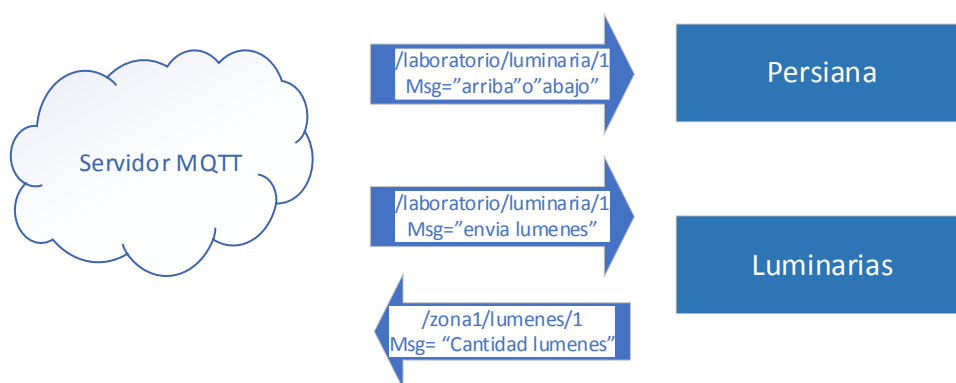 /laboratorio/luminaria/1
Msg=”arriba”o”abajo”
Persiana
Servidor MQTT
/laboratorio/luminaria/1
Msg=”envia lumenes”
Luminarias
/zona1/lumenes/1
Msg= “Cantidad lumenes”